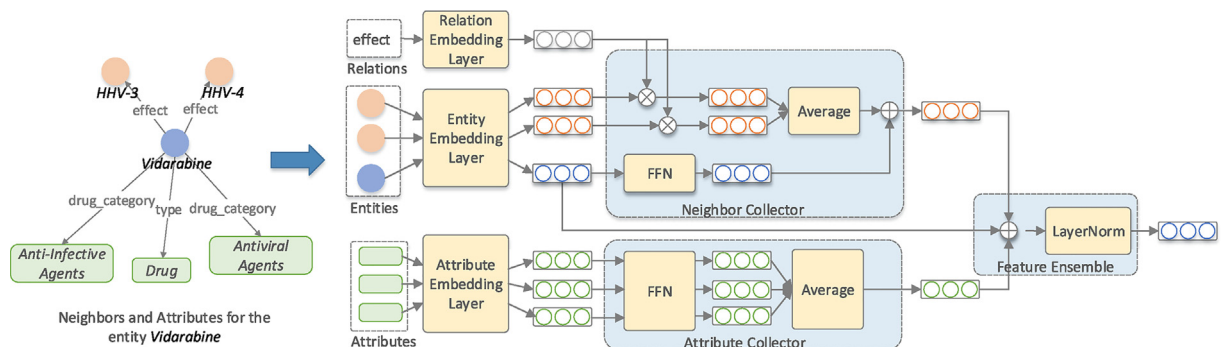 HHV-3
HHV-4
effect
effect
Vidarabine
drug_category
type
drug_category
Anti-Infective
Agents
Drug
Antiviral
Agents
Neighbors and Attributes for the
entity Vidarabine
effect
Relations
Relation
Embedding
Layer
Entities
Entity
Embedding
Layer
Average
FFN
Neighbor Collector
Attributes
Attribute
Embedding
Layer
FFN
Average
Attribute Collector
LayerNorm
Feature Ensemble